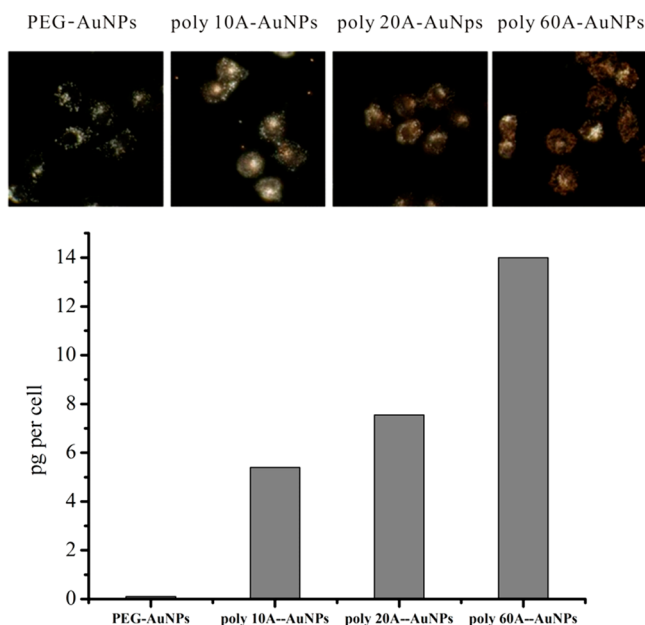 PEG-AuNPs poly 10A-AuNPs poly 20A-AuNps poly 60A-AuNPs
14
12
10
8
6
4
2
0
pg per cell
PEG-AuNPs poly 10A--AuNPs poly 20A--AuNPs poly 60A--AuNPs